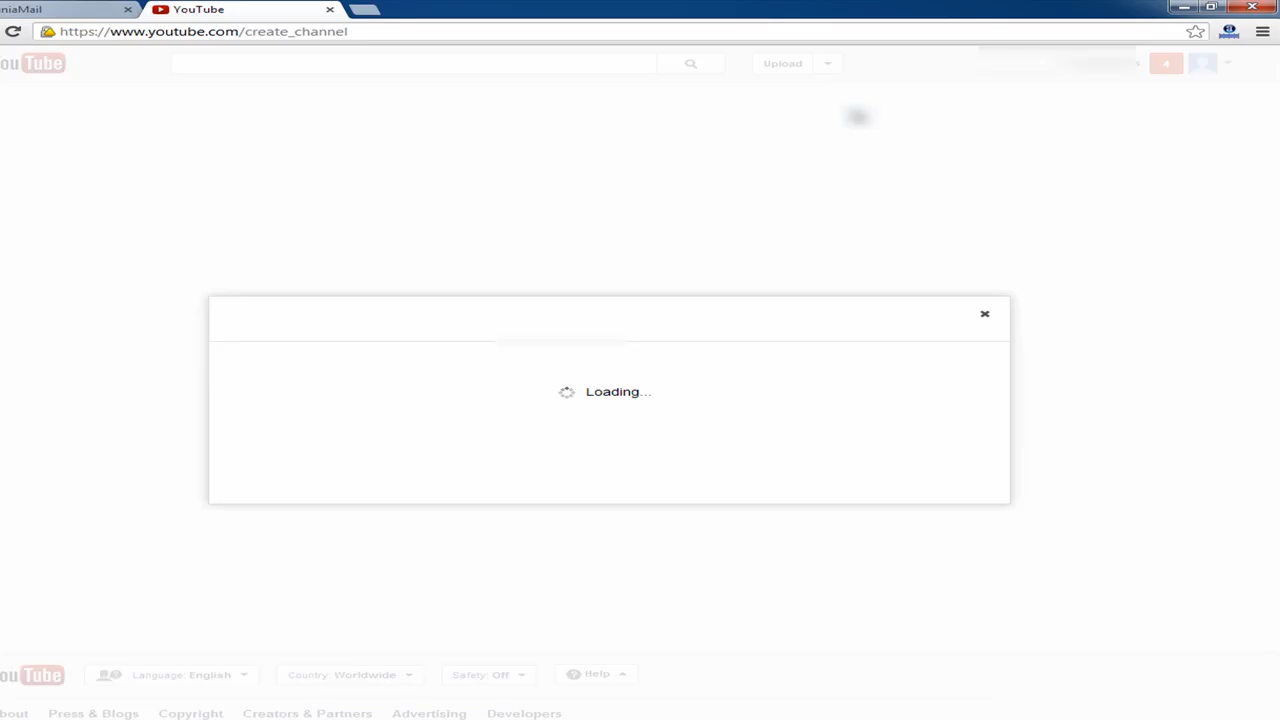 niaMail
YouTube
https://www.youtube.com/create_channel
ouTube
Upload
4
Loading...
ouTube
Language: English
Country: Worldwide
Safety: Off
Help
bout
Press & Blogs
Copyright
Creators & Partners
Advertising
Developers